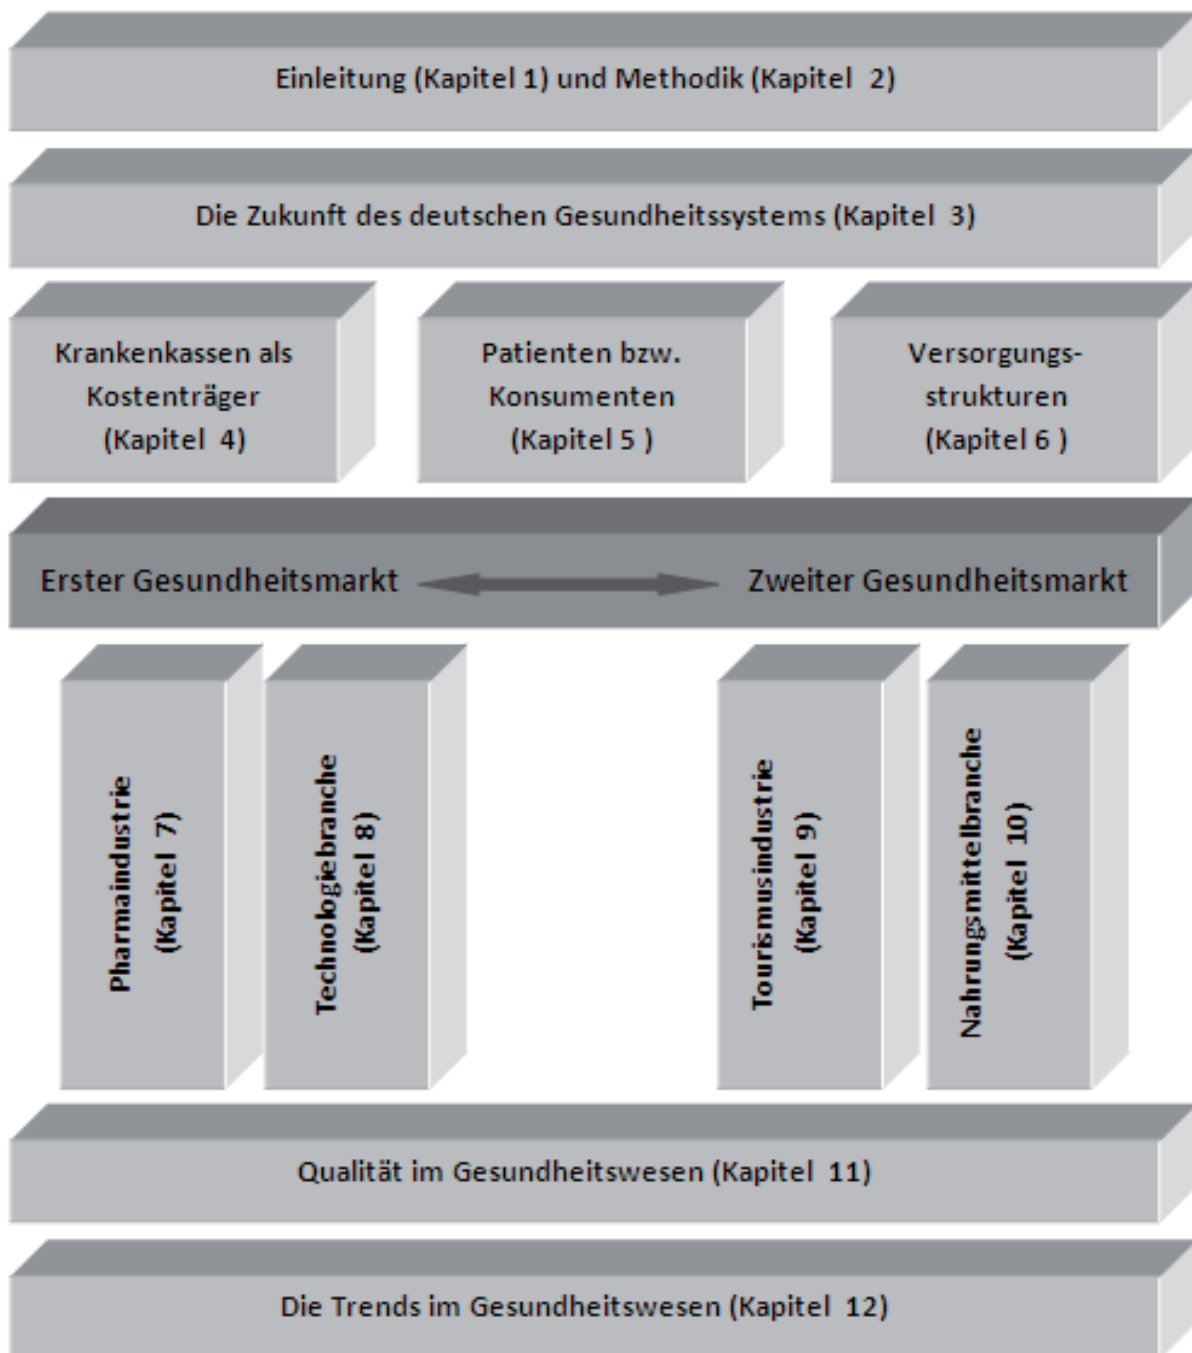 Einleitung (Kapitel 1) und Methodik (Kapitel 2)
Die Zukunft des deutschen Gesundheitssystems (Kapitel 3)
Krankenkassen als
Kostenträger
(Kapitel 4)
Patienten bzw.
Konsumenten
(Kapitel 5 )
Versorgungs-
strukturen
(Kapitel 6 )
Erster Gesundheitsmarkt
Zweiter Gesundheitsmarkt
Pharmaindustrie
(Kapitel 7)
Technologiebranche
(Kapitel 8)
Tourismusindustrie
(Kapitel 9)
Nahrungsmittelbranche
(Kapitel 10)
Qualität im Gesundheitswesen (Kapitel 11)
Die Trends im Gesundheitswesen (Kapitel 12)